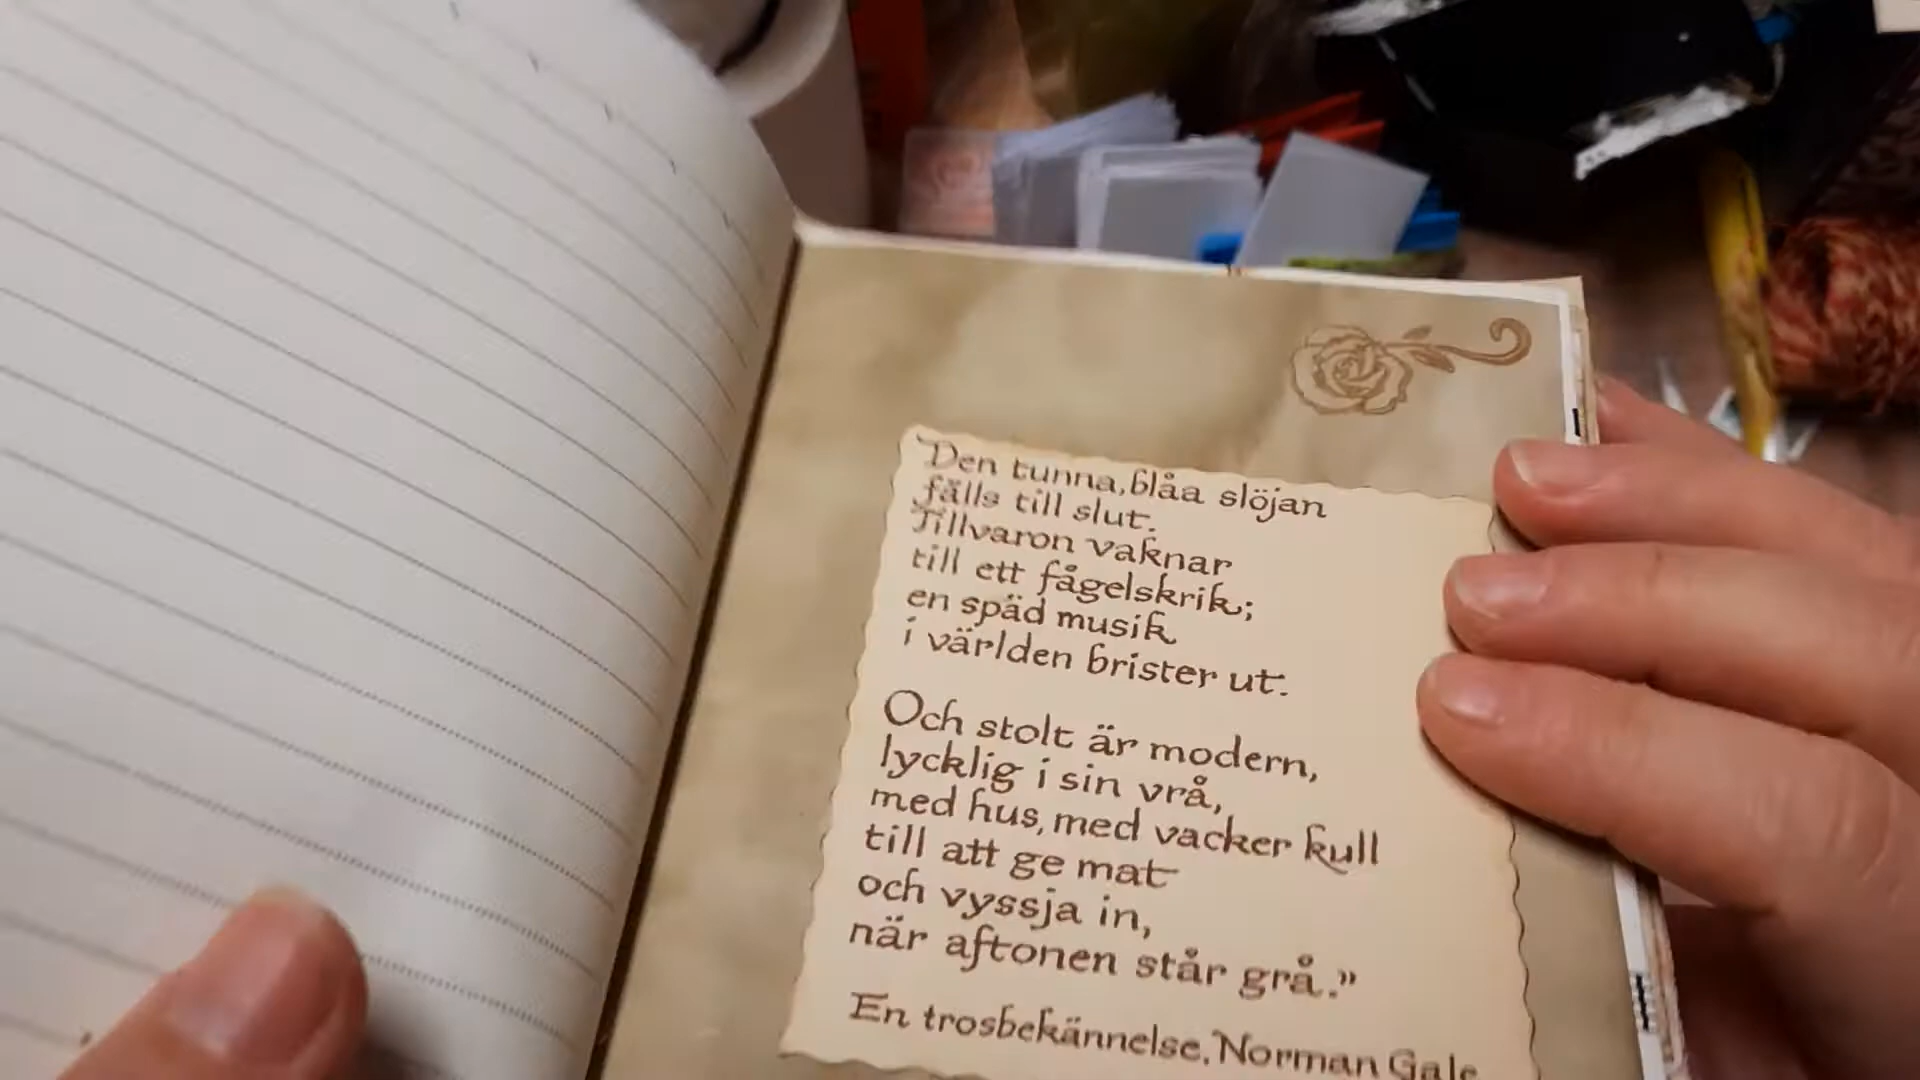 Den tunna, blåa slöjan
fälls till slut.
Tillvaron vaknar
till ett fågelskrik;
en späd musik
i världen brister ut.
Och stolt är modern,
lycklig i sin vrå,
med hus, med vacker kull
till att ge mat
och vyssja in,
när aftonen står grå.”
En trosbekännelse, Norman Gale